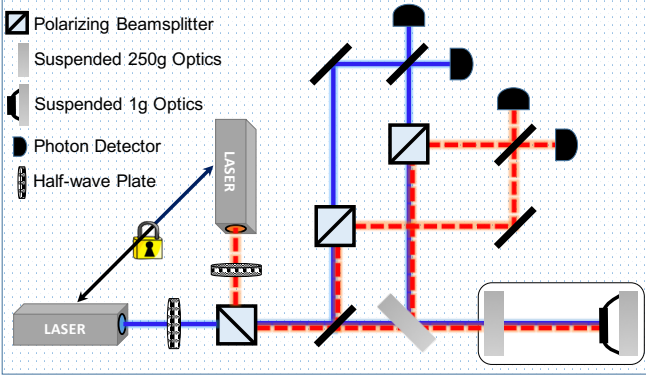 Polarizing Beamsplitter
Suspended 250g Optics
Suspended 1g Optics
Photon Detector
Half-wave Plate
LASER
LASER